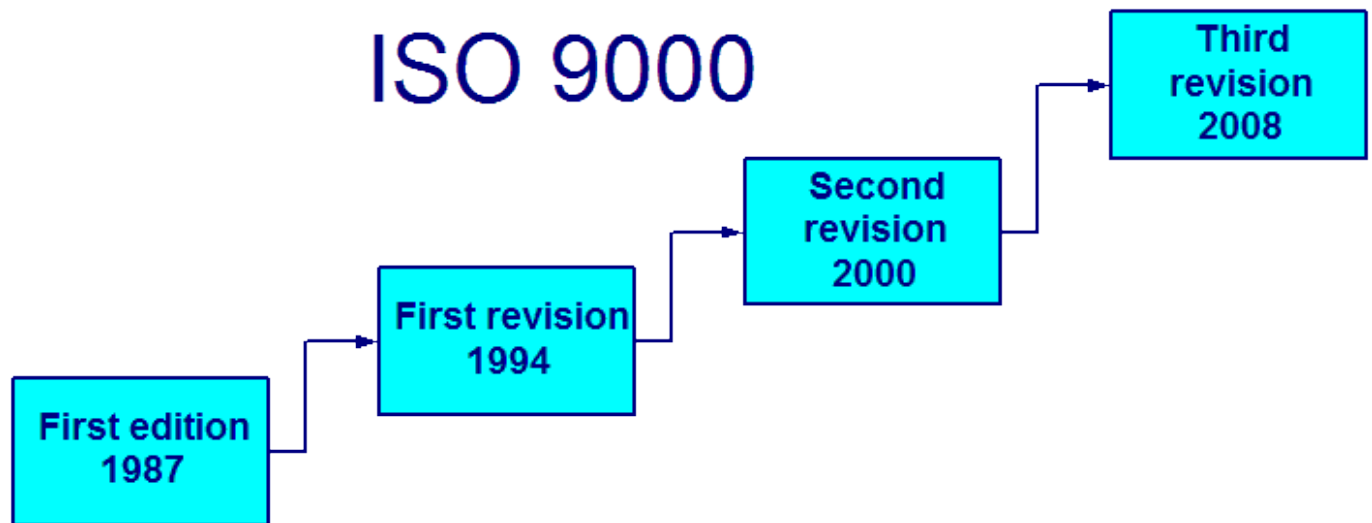 ISO 9000
Third
revision
2008
Second
revision
2000
First revision
1994
First edition
1987